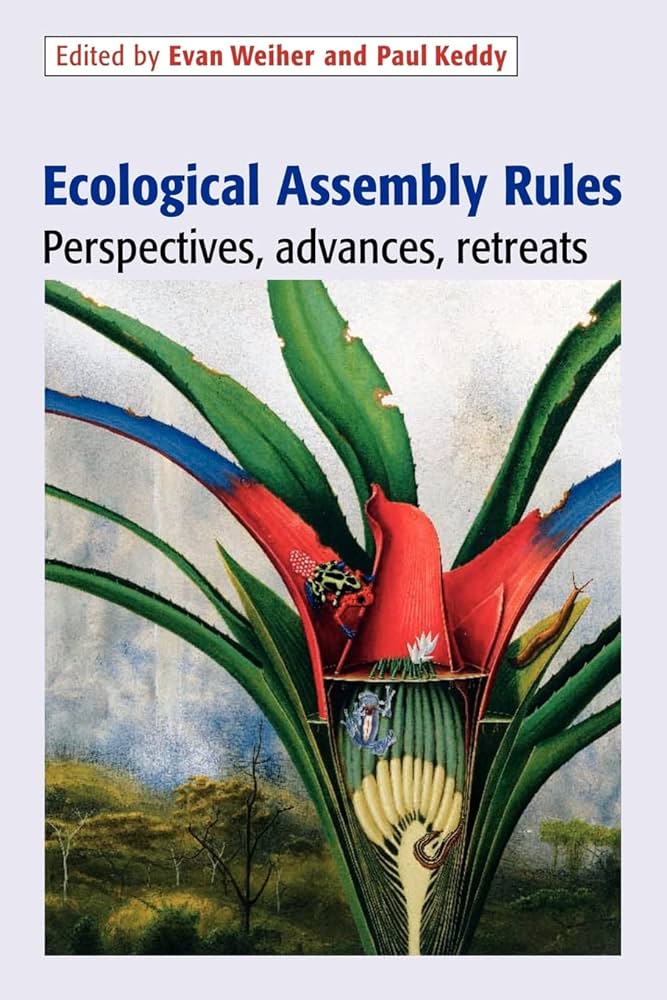 Edited by Evan Weiher and Paul Keddy
Ecological Assembly Rules
Perspectives, advances, retreats